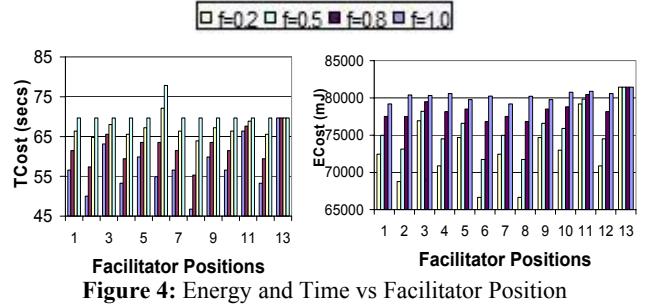 f=0.2 f=0.5 f=0.8 f=1.0
85
75
65
55
45
TCost (secs)
1 3 5 7 9 11 13
Facilitator Positions
85000
80000
75000
70000
65000
ECost (mJ)
1 2 3 4 5 6 7 8 9 10 11 12 13
Facilitator Positions
Figure 4: Energy and Time vs Facilitator Position